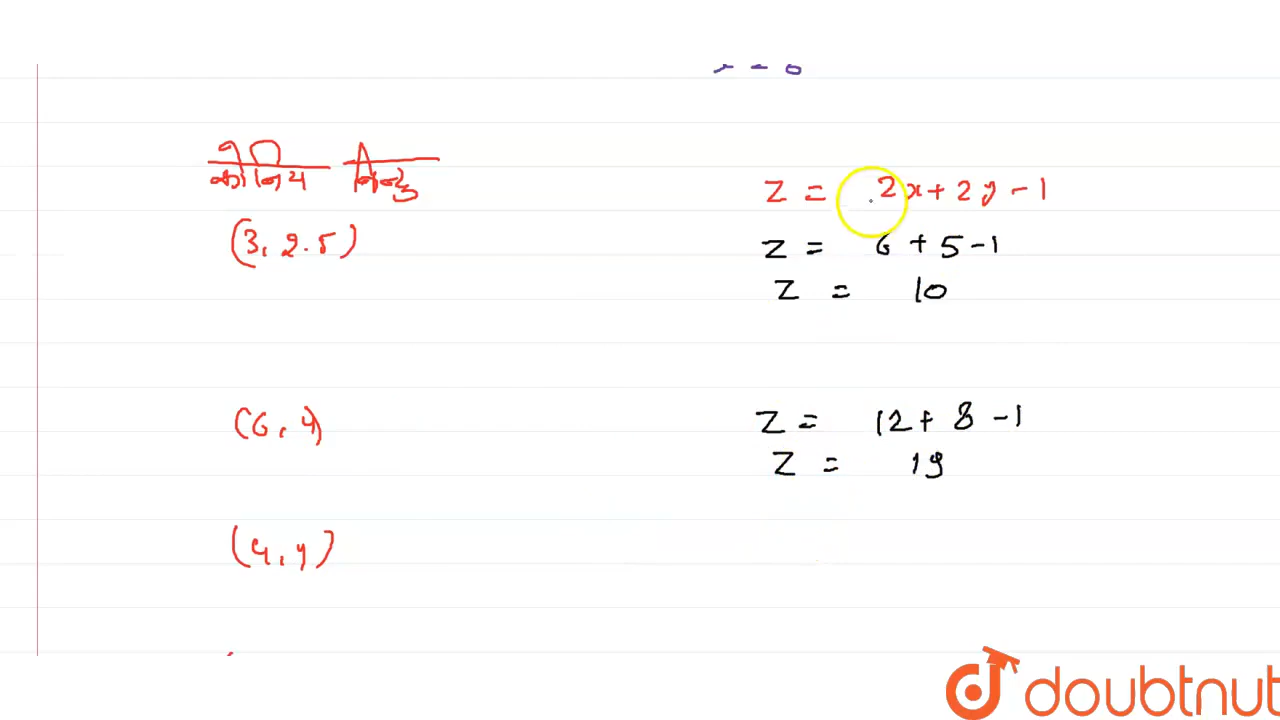 (3, 2.5)
Z = 2x + 2y - 1
Z = 6 + 5 - 1
Z = 10
(6, 4)
Z = 12 + 8 - 1
Z = 19
(4, 4)
doubtnut